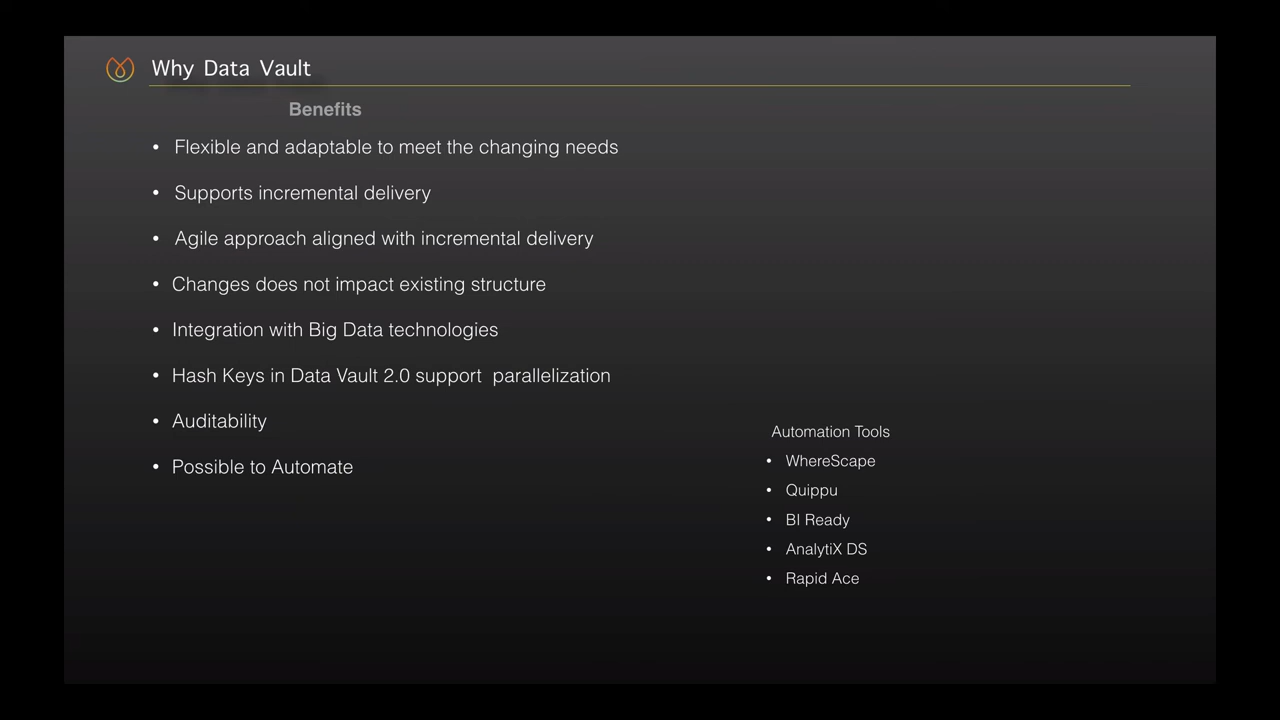 Why Data Vault
Benefits
• Flexible and adaptable to meet the changing needs
• Supports incremental delivery
• Agile approach aligned with incremental delivery
• Changes does not impact existing structure
• Integration with Big Data technologies
• Hash Keys in Data Vault 2.0 support  parallelization
• Auditability
• Possible to Automate
Automation Tools
• WhereScape
• Quippu
• BI Ready
• AnalytiX DS
• Rapid Ace